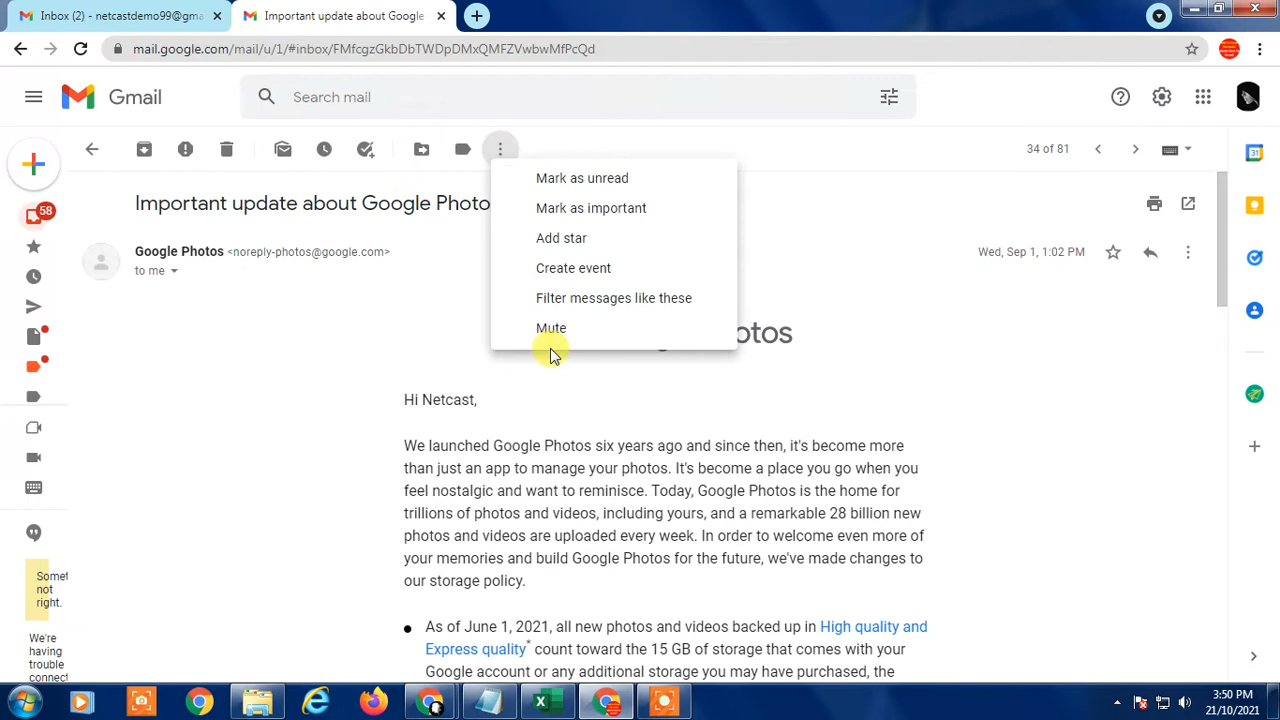 Inbox (2) - netcastdemo99@gma
Important update about Google
mail.google.com/mail/u/1/#inbox/FMfcgzGkbDbTWDpDMxQMFZVwbwMfPcQd
Gmail
Search mail
34 of 81
Mark as unread
Mark as important
Add star
Create event
Filter messages like these
Mute
58
Important update about Google Photo
Google Photos <noreply-photos@google.com>
Wed, Sep 1, 1:02 PM
to me
otos
Hi Netcast,
We launched Google Photos six years ago and since then, it's become more
than just an app to manage your photos. It's become a place you go when you
feel nostalgic and want to reminisce. Today, Google Photos is the home for
trillions of photos and videos, including yours, and a remarkable 28 billion new
photos and videos are uploaded every week. In order to welcome even more of
your memories and build Google Photos for the future, we've made changes to
our storage policy.
Somet
not
right.
We're
having
trouble
connect
As of June 1, 2021, all new photos and videos backed up in High quality and
Express quality* count toward the 15 GB of storage that comes with your
Google account or any additional storage you may have purchased, the
3:50 PM
21/10/2021